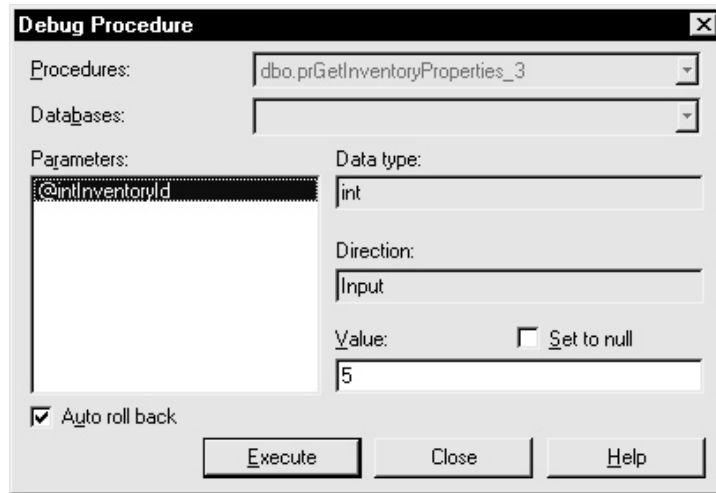 Debug Procedure
Procedures: dbo.prGetInventoryProperties_3
Databases:
Parameters: Data type:
@intInventoryId int
Direction:
Input
Value: Set to null
5
Auto roll back
Execute Close Help